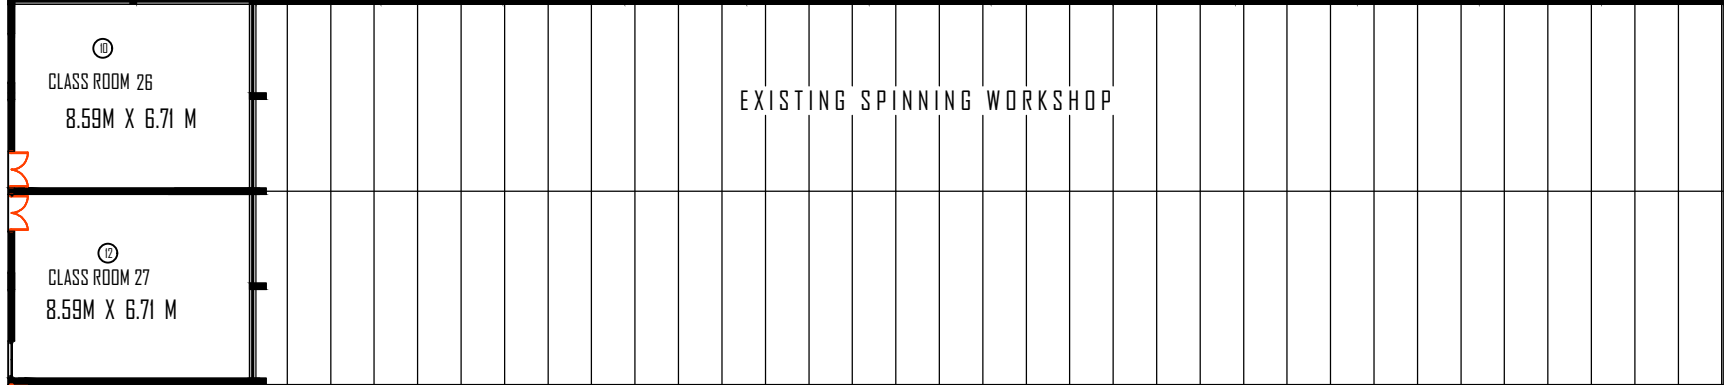 10
CLASS ROOM 26
8.59M X 6.71 M
EXISTING SPINNING WORKSHOP
12
CLASS ROOM 27
8.59M X 6.71 M